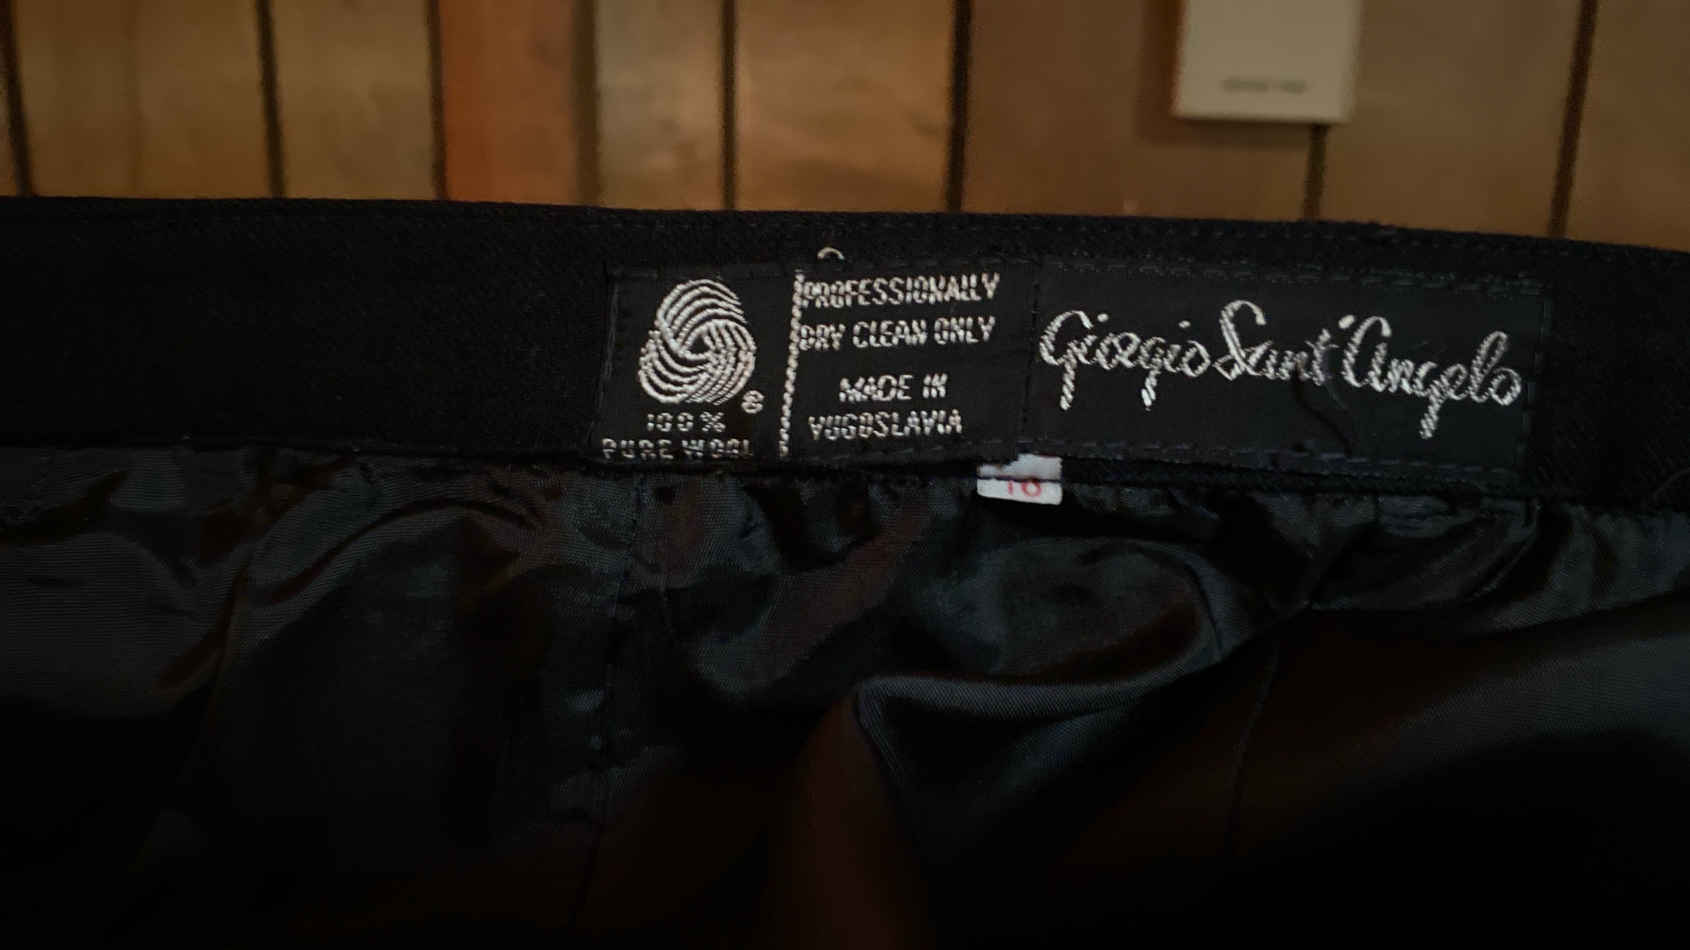 100%
PURE WOOL
PROFESSIONALLY
DRY CLEAN ONLY
MADE IN
YUGOSLAVIA
Giorgio Sant'Angelo